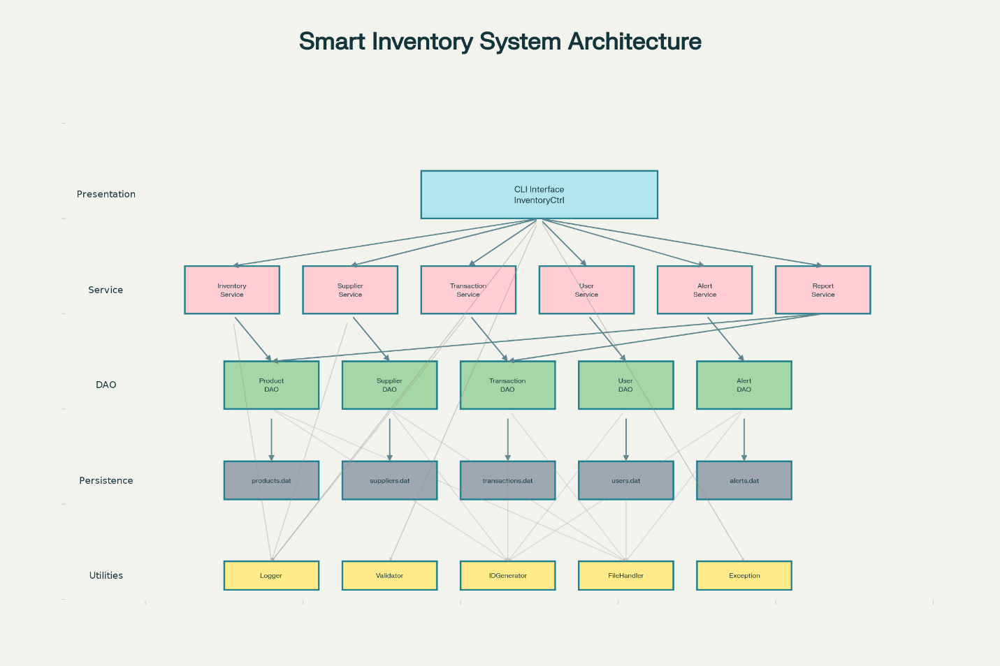 Smart Inventory System Architecture
Presentation
CLI Interface
InventoryCtrl
Service
Inventory
Service
Supplier
Service
Transaction
Service
User
Service
Alert
Service
Report
Service
DAO
Product
DAO
Supplier
DAO
Transaction
DAO
User
DAO
Alert
DAO
Persistence
products.dat
suppliers.dat
transactions.dat
users.dat
alerts.dat
Utilities
Logger
Validator
IDGenerator
FileHandler
Exception